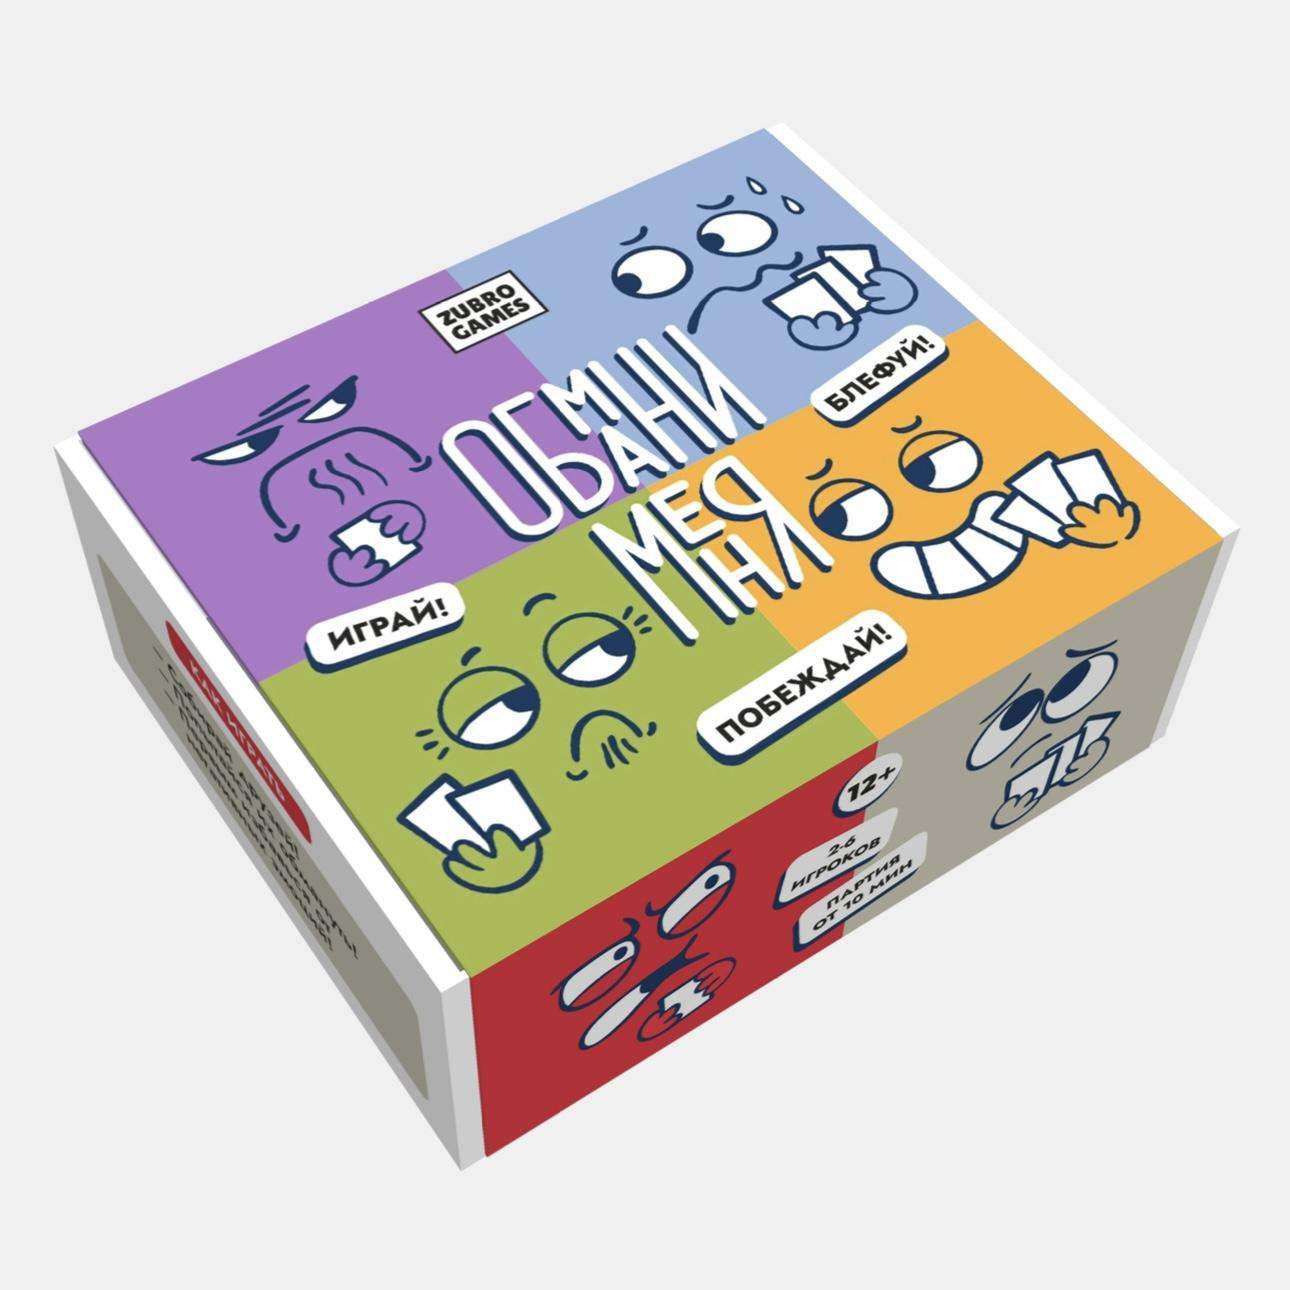 ZUBRO
GAMES
ОБМАНИ
МЕНЯ
БЛЕФУЙ!
ИГРАЙ!
ПОБЕЖДАЙ!
12+
2-6
ИГРОКОВ
ПАРТИЯ
ОТ 10 МИН
КАК ИГРАТЬ